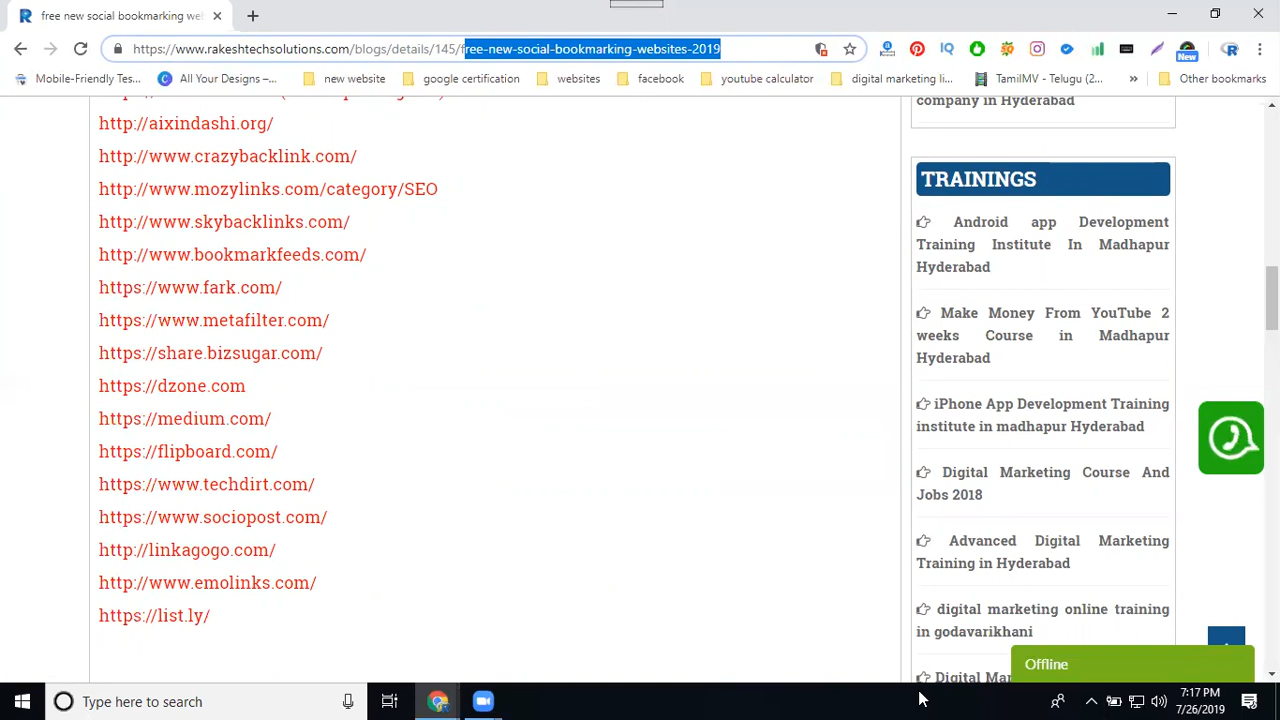 free new social bookmarking web
https://www.rakeshtechsolutions.com/blogs/details/145/free-new-social-bookmarking-websites-2019
New
Mobile-Friendly Tes...
All Your Designs –...
new website
google certification
websites
facebook
youtube calculator
digital marketing li...
TamilMV - Telugu (2...
»
Other bookmarks
http://aixindashi.org/
http://www.crazybacklink.com/
http://www.mozylinks.com/category/SEO
http://www.skybacklinks.com/
http://www.bookmarkfeeds.com/
https://www.fark.com/
https://www.metafilter.com/
https://share.bizsugar.com/
https://dzone.com
https://medium.com/
https://flipboard.com/
https://www.techdirt.com/
https://www.sociopost.com/
http://linkagogo.com/
http://www.emolinks.com/
https://list.ly/
company in Hyderabad
TRAININGS
Android app Development
Training Institute In Madhapur
Hyderabad
Make Money From YouTube 2
weeks Course in Madhapur
Hyderabad
iPhone App Development Training
institute in madhapur Hyderabad
Digital Marketing Course And
Jobs 2018
Advanced Digital Marketing
Training in Hyderabad
digital marketing online training
in godavarikhani
Digital Mar
Offline
Type here to search
7:17 PM
7/26/2019